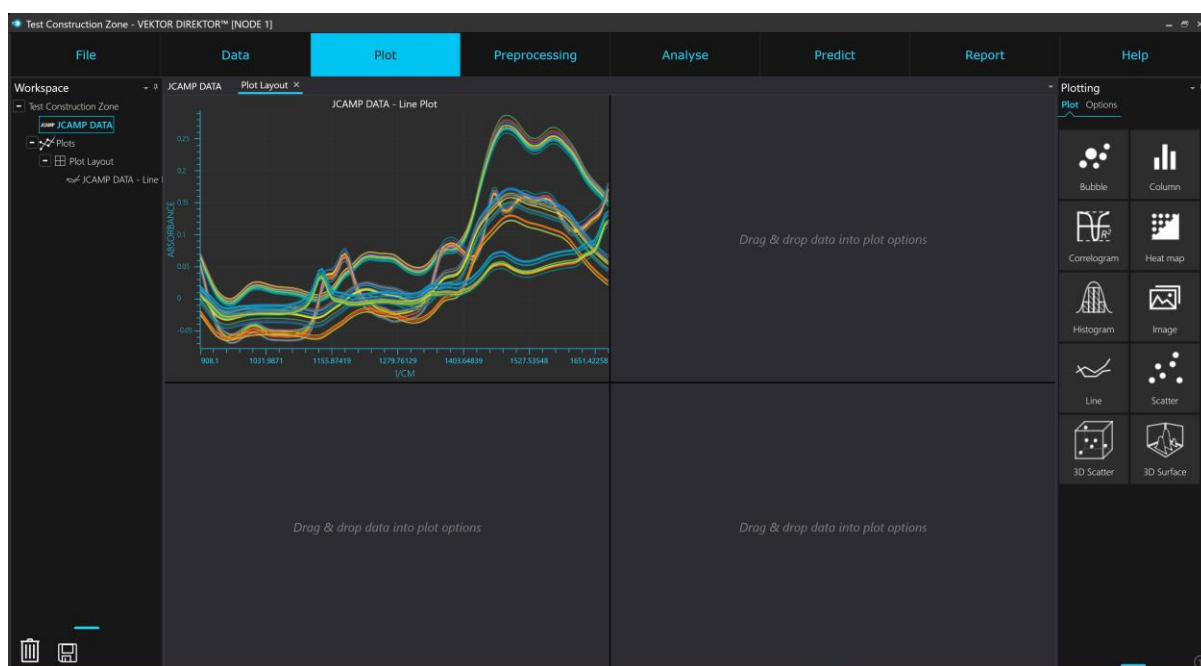 Test Construction Zone - VEKTOR DIREKTOR™ [NODE 1]
File Data Plot Preprocessing Analyse Predict Report Help
Workspace
Test Construction Zone
JCAMP DATA
Plots
Plot Layout
JCAMP DATA - Line
JCAMP DATA Plot Layout ×
JCAMP DATA - Line Plot
ABSORBANCE
0.25
0.2
0.15
0.1
0.05
0
-0.05
908.1 1031.9871 1155.87419 1279.76129 1403.64839 1527.53548 1651.42258
1/CM
Drag & drop data into plot options
Drag & drop data into plot options
Drag & drop data into plot options
Plotting
Plot Options
Bubble Column
Correlogram Heat map
Histogram Image
Line Scatter
3D Scatter 3D Surface